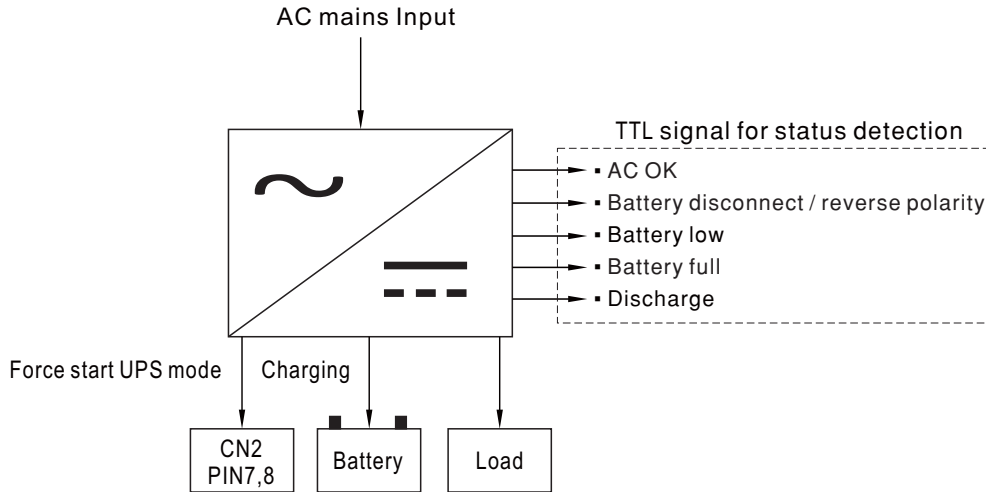 AC mains Input
TTL signal for status detection
▪ AC OK
▪ Battery disconnect / reverse polarity
▪ Battery low
▪ Battery full
▪ Discharge
Force start UPS mode
Charging
CN2
PIN7,8
Battery
Load